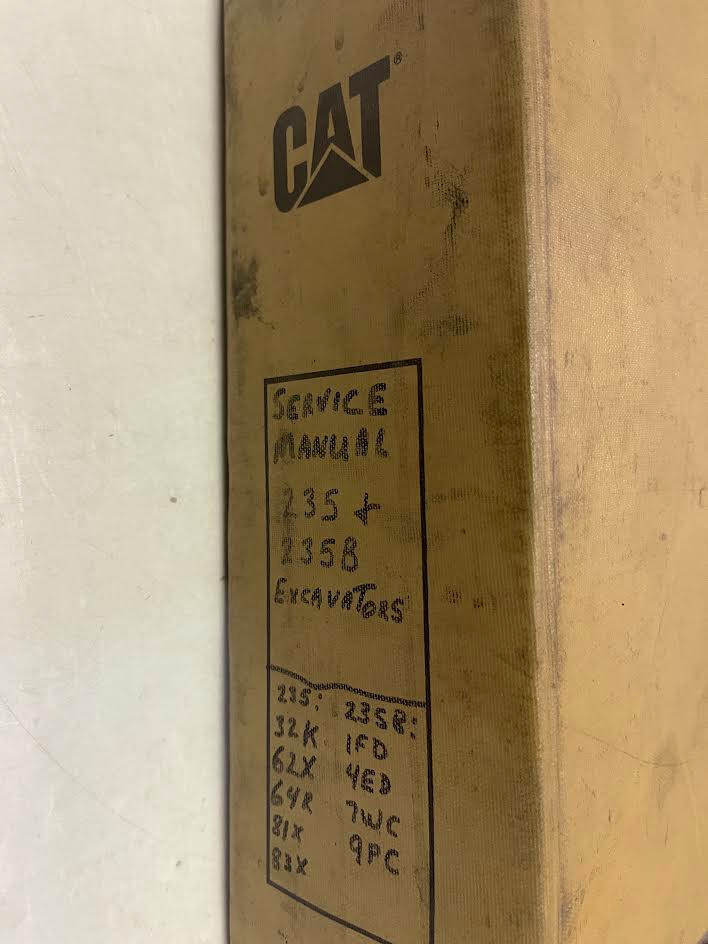 CAT®
SERVICE
MANUAL
235 +
235B
EXCAVATORS
235:
32K
62X
64R
81X
83X
235B:
1FD
4ED
7WC
9PC